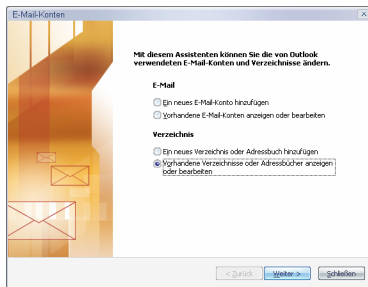 E-Mail-Konten
Mit diesem Assistenten können Sie die von Outlook
verwendeten E-Mail-Konten und Verzeichnisse ändern.
E-Mail
Ein neues E-Mail-Konto hinzufügen
Vorhandene E-Mail-Konten anzeigen oder bearbeiten
Verzeichnis
Ein neues Verzeichnis oder Adressbuch hinzufügen
Vorhandene Verzeichnisse oder Adressbücher anzeigen
oder bearbeiten
< Zurück Weiter > Schließen